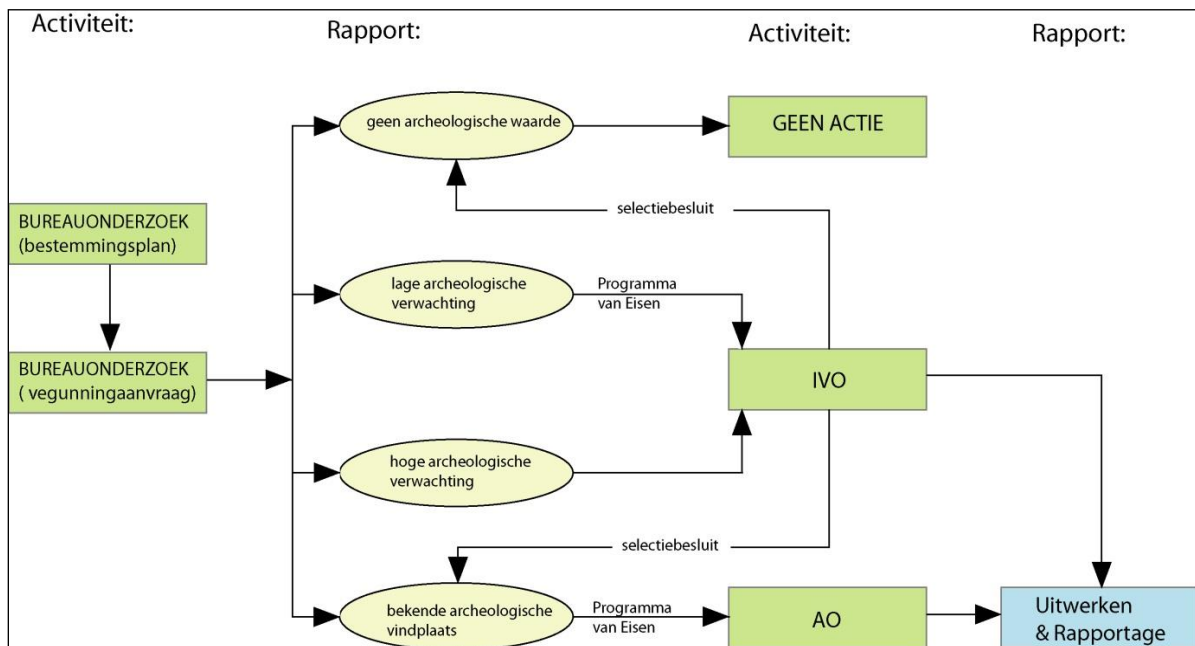 Activiteit:
Rapport:
Activiteit:
Rapport:
geen archeologische waarde
GEEN ACTIE
selectiebesluit
BUREUONDERZOEK
(bestemmingsplan)
lage archeologische
verwachting
Programma
van Eisen
BUREAUONDERZOEK
( vegunningaanvraag)
IVO
hoge archeologische
verwachting
selectiebesluit
bekende archeologische
vindplaats
Programma
van Eisen
AO
Uitwerken
& Rapportage